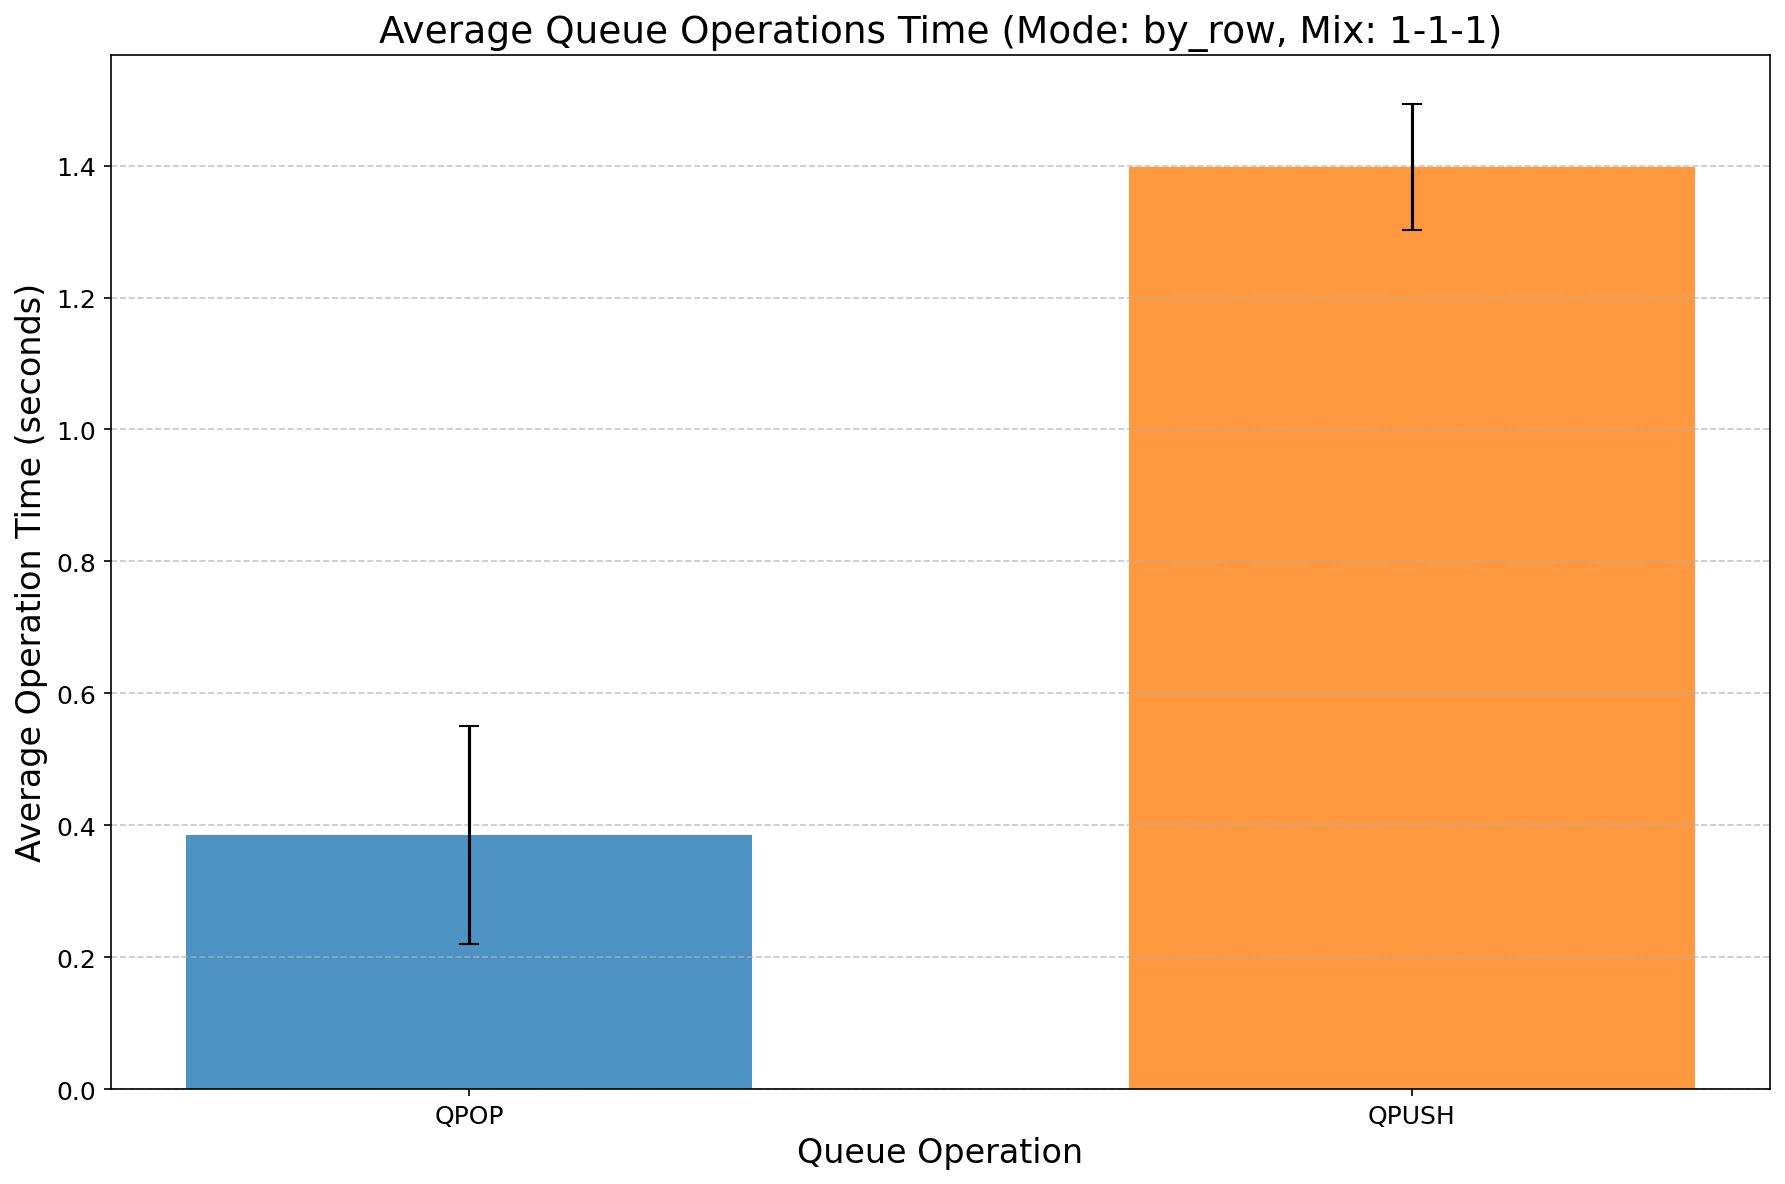 Average Queue Operations Time (Mode: by_row, Mix: 1-1-1)
Average Operation Time (seconds)
1.4
1.2
1.0
0.8
0.6
0.4
0.2
0.0
QPOP QPUSH
Queue Operation